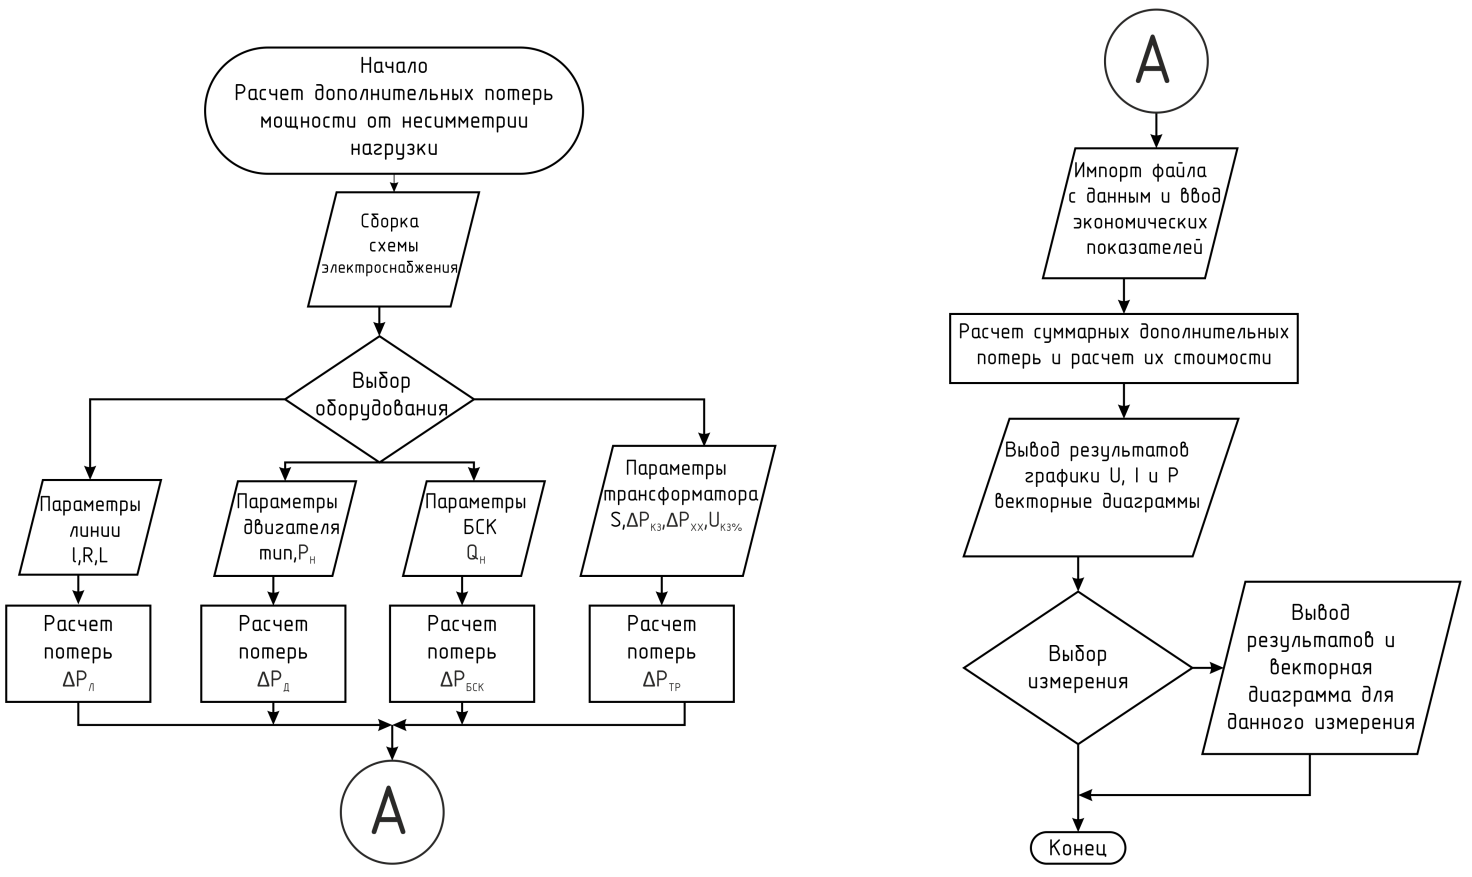 Начало
Расчет дополнительных потерь
мощности от несимметрии
нагрузки
Сборка
схемы
электроснабжения
Выбор
оборудования
Параметры
линии
l,R,L
Параметры
двигателя
тип,Pн
Параметры
БСК
Qн
Параметры
трансформатора
S,ΔPкз,ΔPхх,Uкз%
Расчет
потерь
ΔPл
Расчет
потерь
ΔPд
Расчет
потерь
ΔPБСК
Расчет
потерь
ΔPТР
А
А
Импорт файла
с данным и ввод
экономических
показателей
Расчет суммарных дополнительных
потерь и расчет их стоимости
Вывод результатов
графики U, I и P
векторные диаграммы
Выбор
измерения
Вывод
результатов и
векторная
диаграмма для
данного измерения
Конец